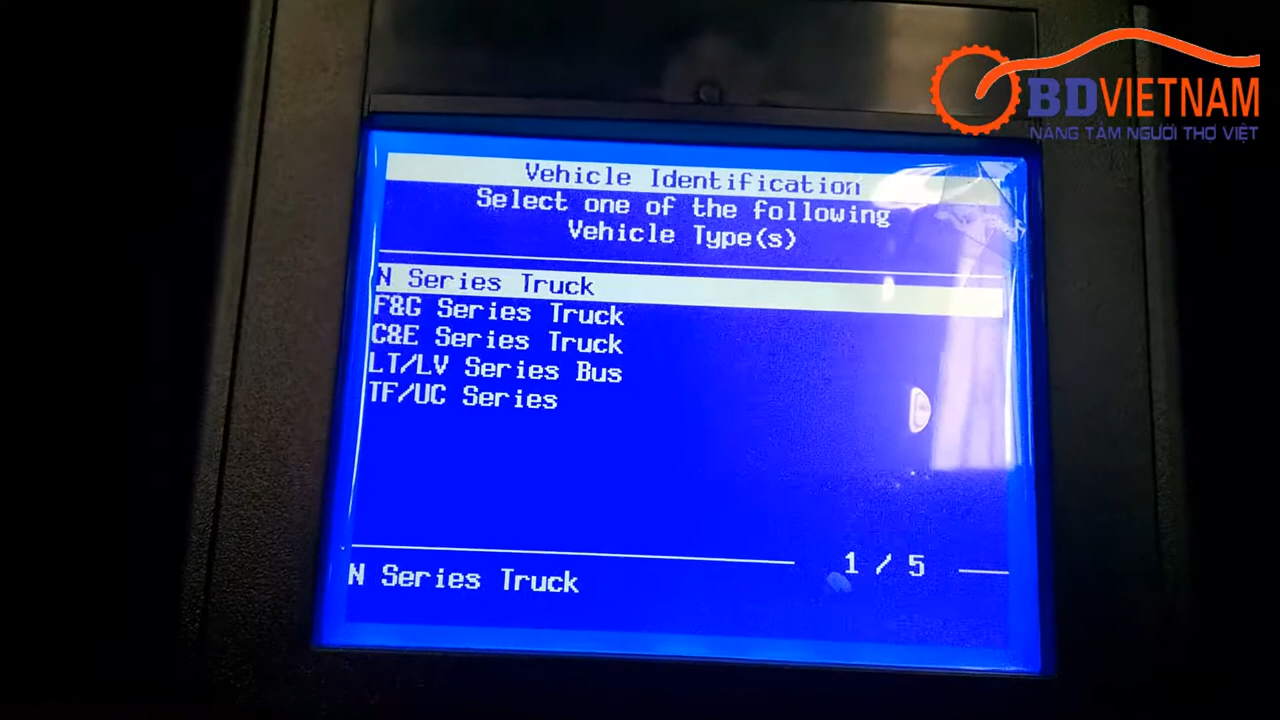 BDVIETNAM
NÂNG TẦM NGƯỜI THỢ VIỆT
Vehicle Identification
Select one of the following
Vehicle Type(s)
N Series Truck
F&G Series Truck
C&E Series Truck
LT/LV Series Bus
TF/UC Series
1 / 5
N Series Truck